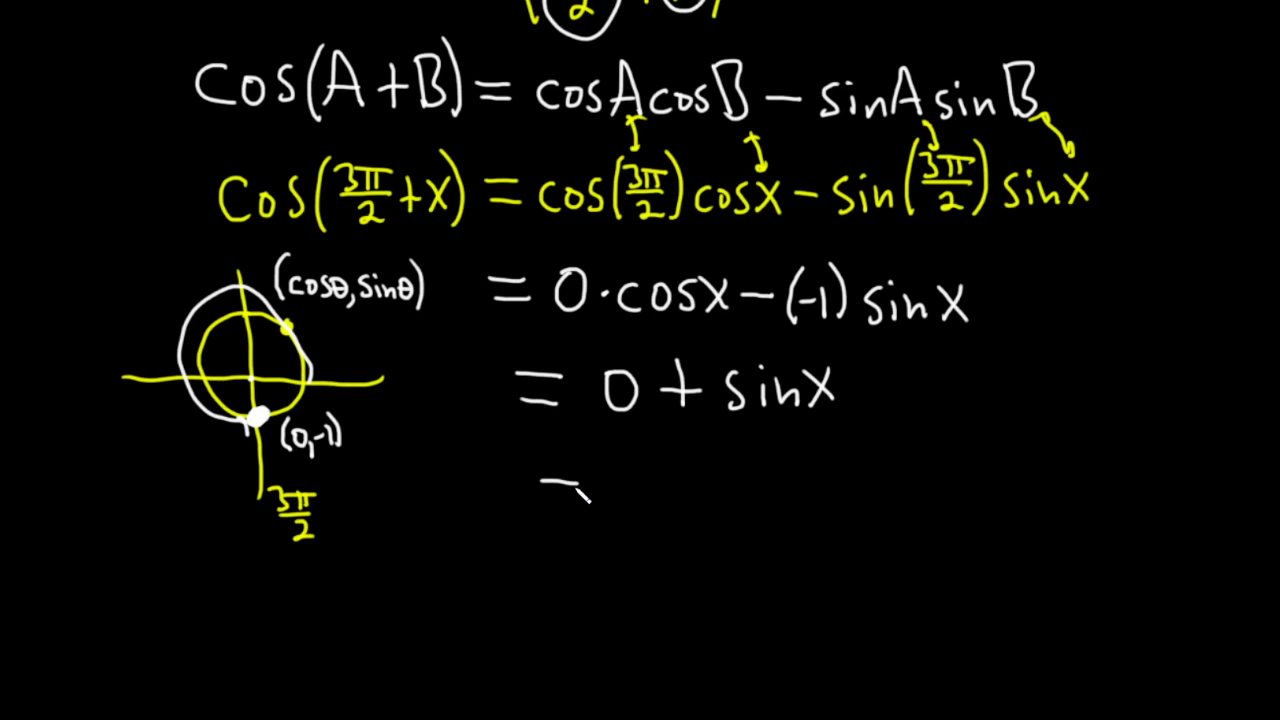 2
Cos(A+B) = cosAcosB - sinAsinB
Cos(3π/2+x) = cos(3π/2)cosx - sin(3π/2)sinx
(cosθ, sinθ)
= 0·cosx - (-1) sinx
= 0 + sinx
(0,-1)
3π/2